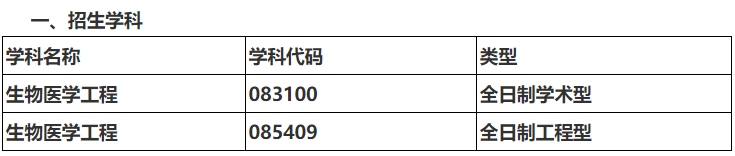 一、招生学科
学科名称 学科代码 类型
生物医学工程 083100 全日制学术型
生物医学工程 085409 全日制工程型